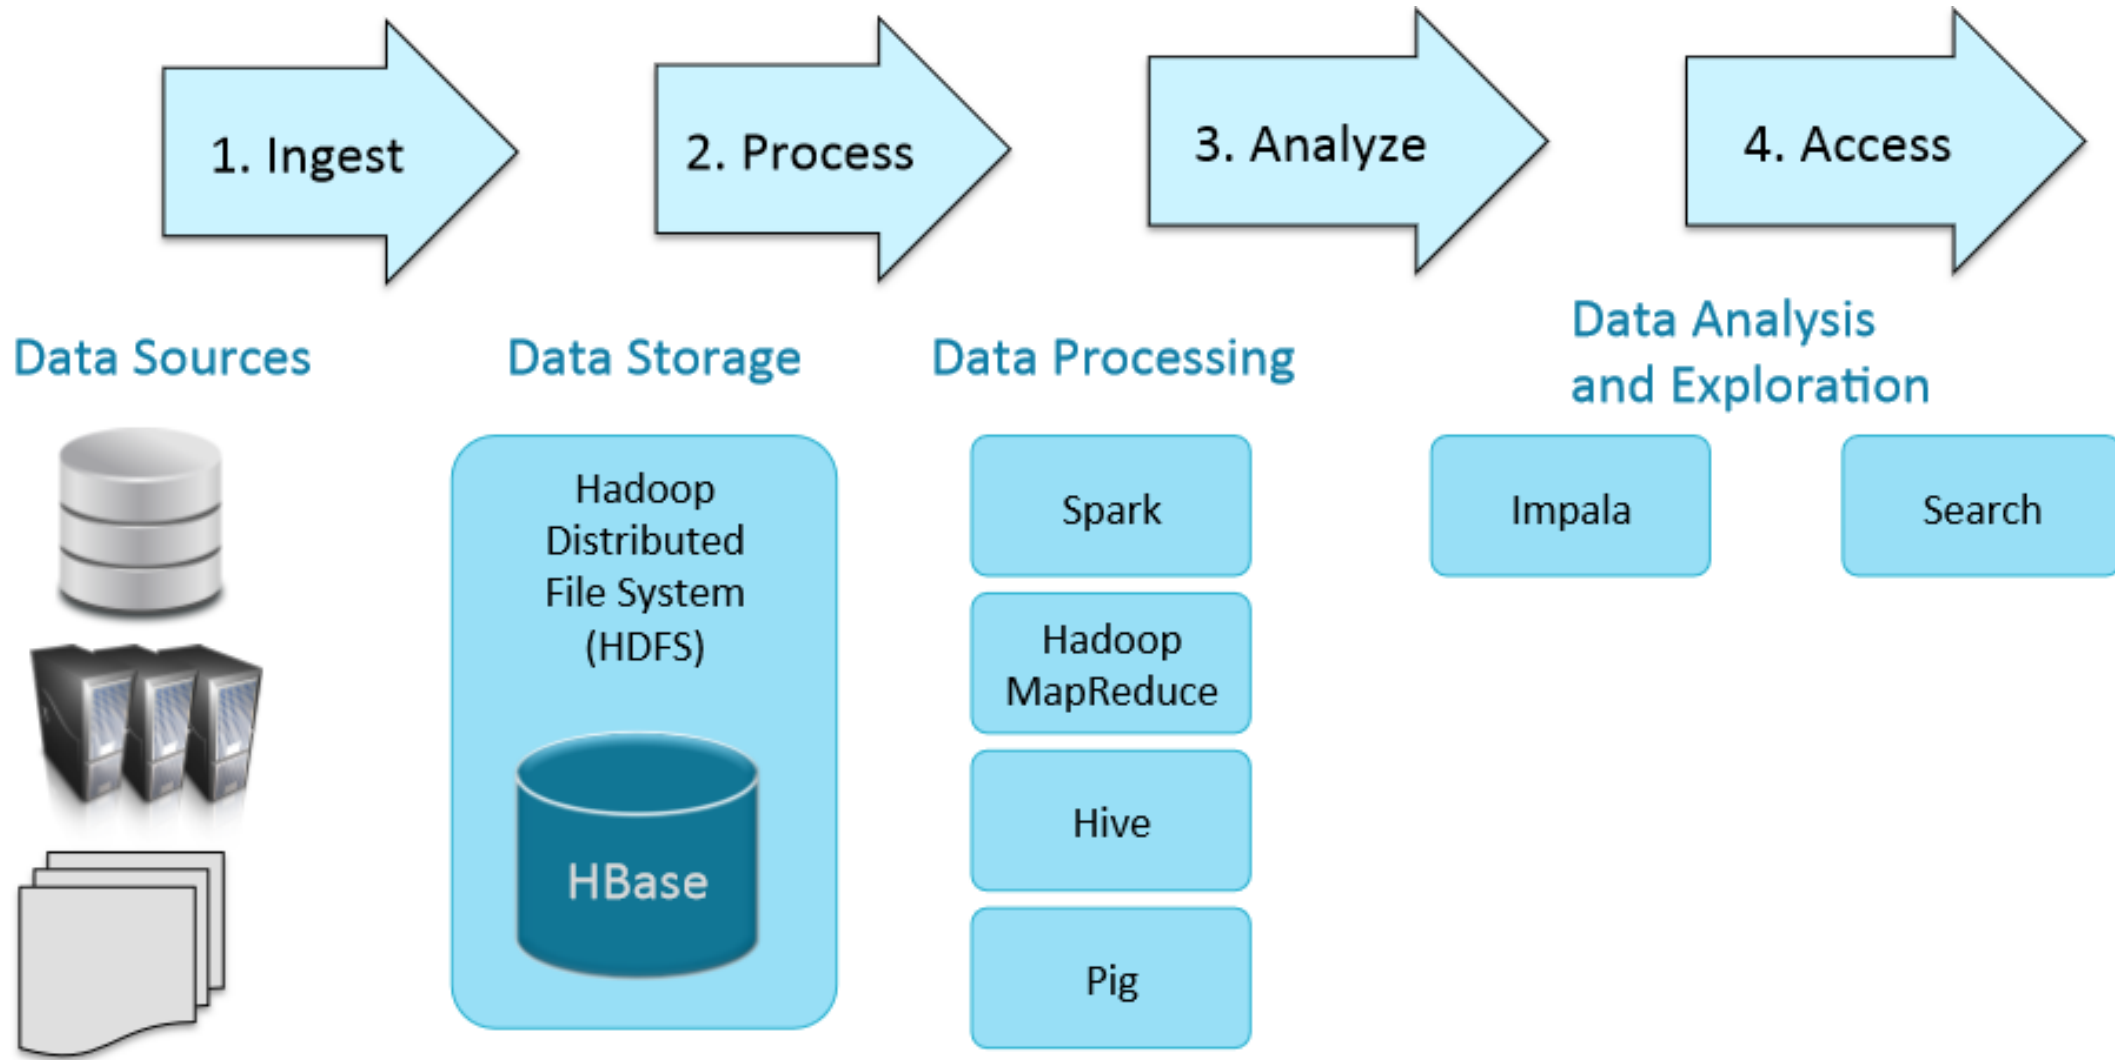 1. Ingest
2. Process
3. Analyze
4. Access
Data Sources
Data Storage
Data Processing
Data Analysis
and Exploration
Hadoop
Distributed
File System
(HDFS)
HBase
Spark
Hadoop
MapReduce
Hive
Pig
Impala
Search